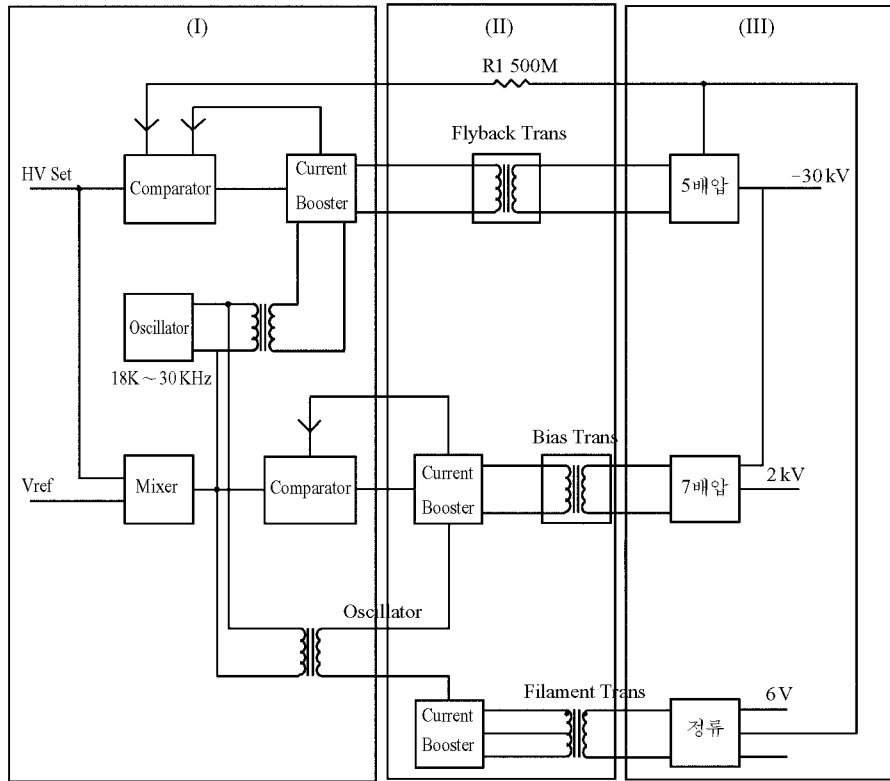 (I)
(II)
(III)
R1 500M
Flyback Trans
HV Set
Comparator
Current
Booster
5배압
-30 kV
Oscillator
18K ~ 30 KHz
Bias Trans
Vref
Mixer
Comparator
Current
Booster
7배압
2 kV
Oscillator
Filament Trans
Current
Booster
정류
6 V